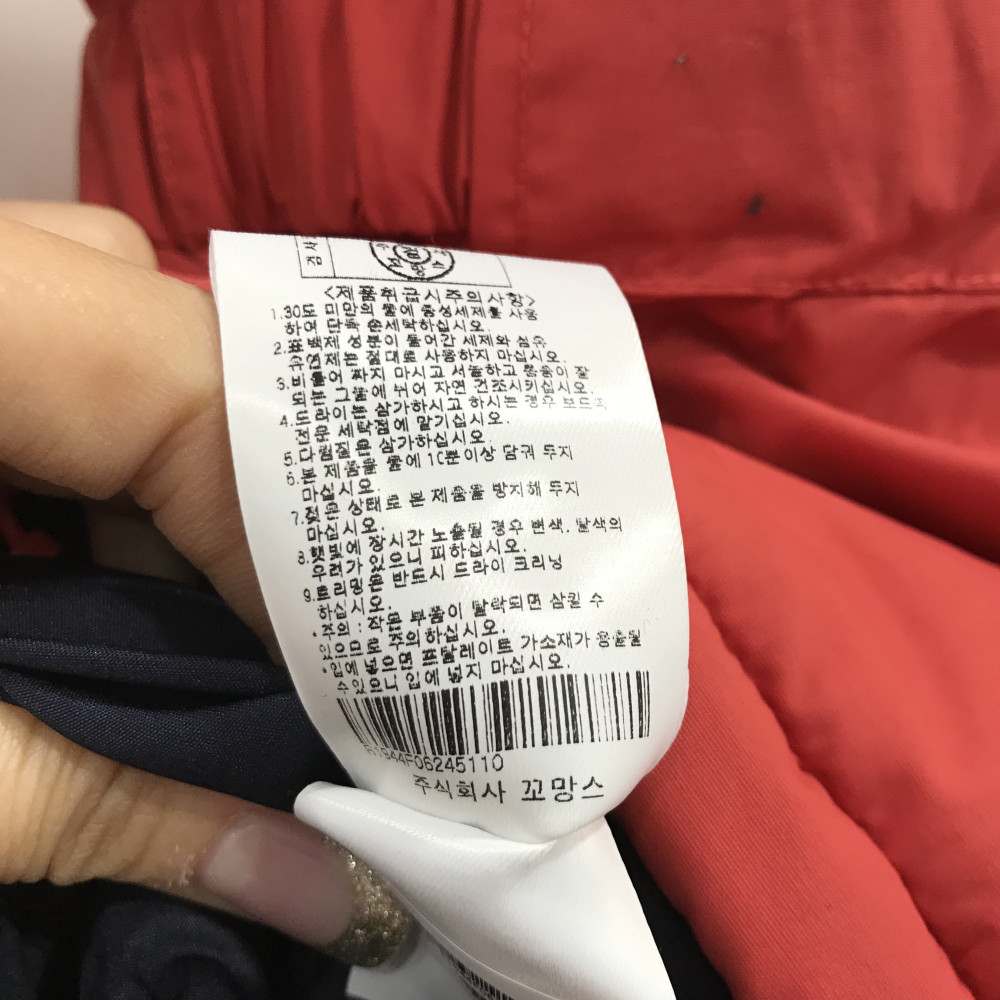 검사
<제품취급시주의사항>
1.30도 미만의 물에 중성세제를 사용
하여 단독 손세탁하십시오.
2.표백제 성분이 들어간 세제와 섬유
유연제는 절대로 사용하지 마십시오.
3.비틀어 짜지 마시고 서늘하고 통풍이 잘
되는 그늘에 뉘어 자연 건조시키십시오.
4.드라이를 하시고 하시는 경우
전문 세탁점에 맡기십시오.
5.다림질은 삼가하십시오.
6.본 제품을 물에 10분이상 담궈 두지
마십시오.
7.젖은 상태로 본 제품을 방치해 두지
마십시오.
8.햇빛에 장시간 노출될 경우 변색, 탈색의
우려가 있으니 피하십시오.
9.반드시 드라이 크리닝
하십시오.
*주의 : 작은 부품이 탈락되면 삼킬 수
있으니 주의하십시오.
*입에 넣으면 프탈레이트 가소재가 용출될
수있으니 입에 넣지 마십시오.
R1944F06245110
주식회사 꼬망스